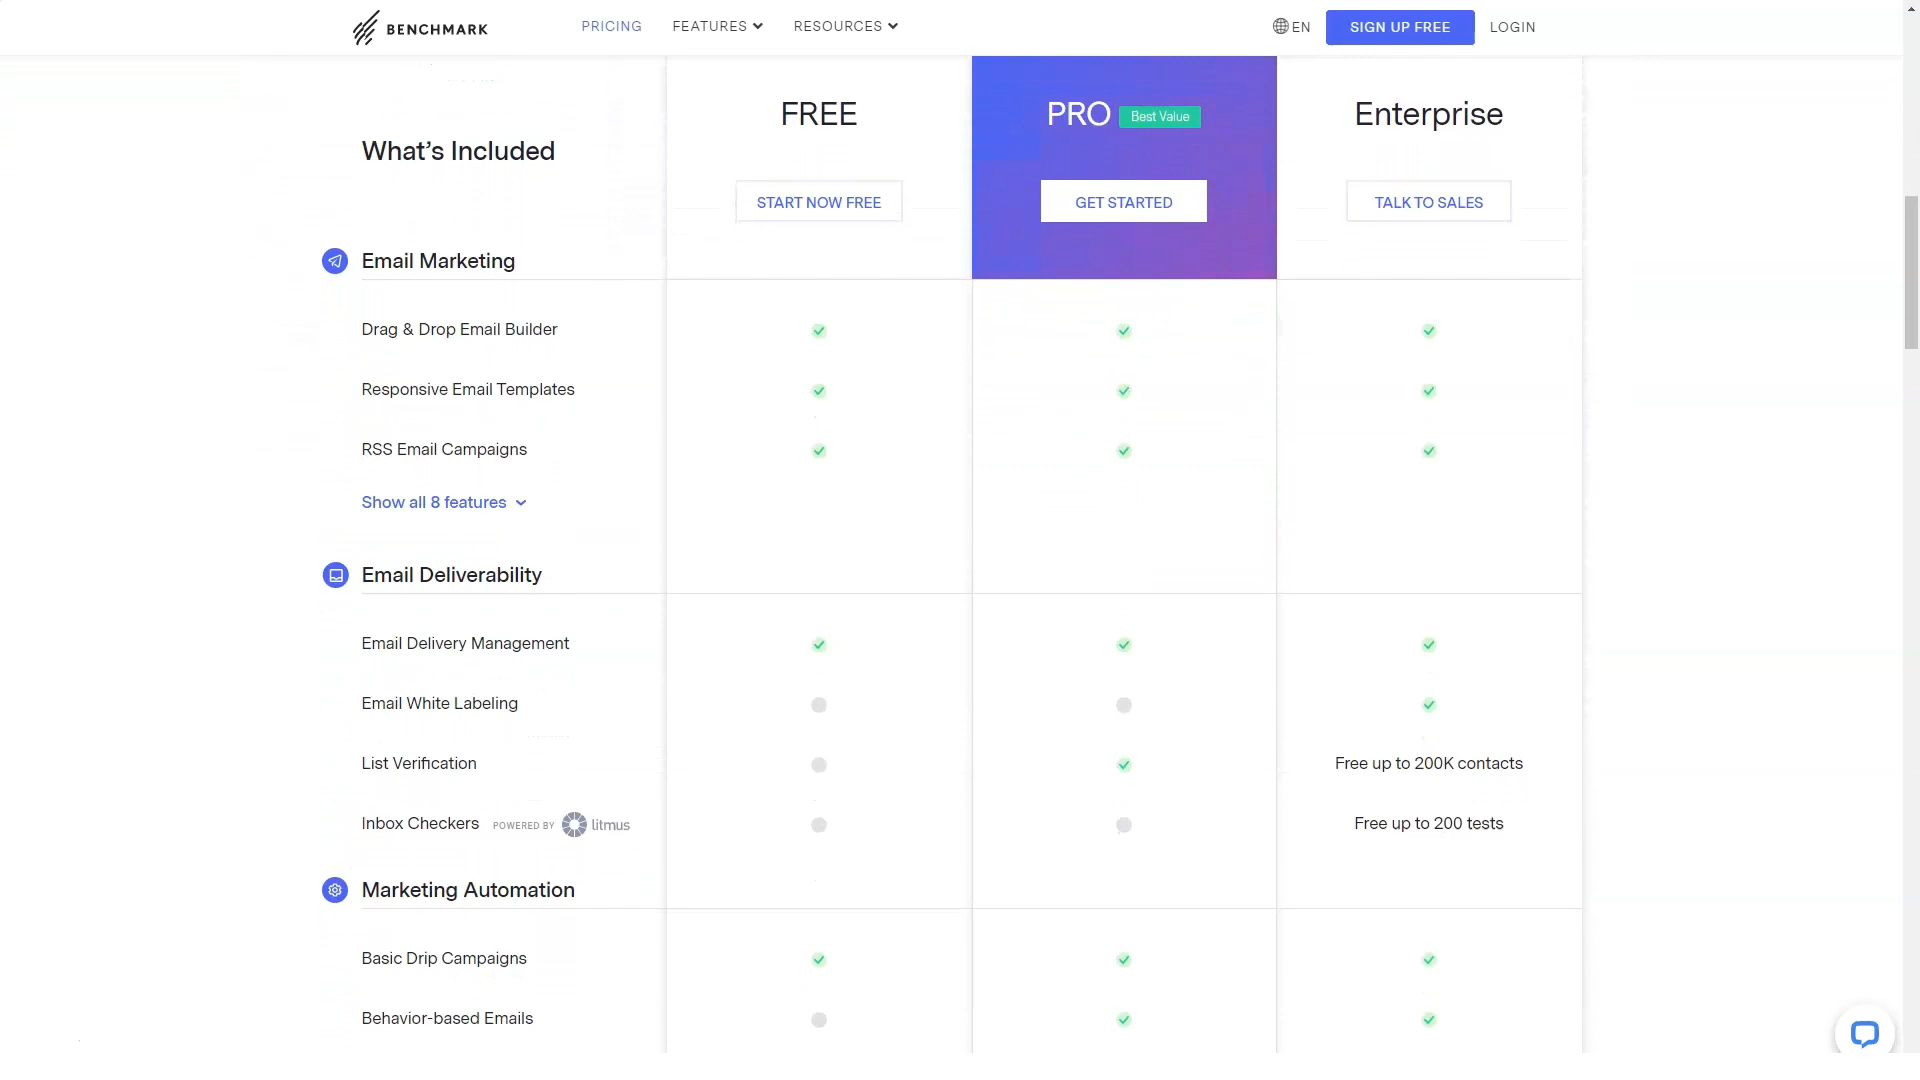 BENCHMARK
PRICING
FEATURES
RESOURCES
EN
SIGN UP FREE
LOGIN
What’s Included
FREE
PRO
Best Value
Enterprise
START NOW FREE
GET STARTED
TALK TO SALES
Email Marketing
Drag & Drop Email Builder
Responsive Email Templates
RSS Email Campaigns
Show all 8 features
Email Deliverability
Email Delivery Management
Email White Labeling
List Verification
Free up to 200K contacts
Inbox Checkers POWERED BY litmus
Free up to 200 tests
Marketing Automation
Basic Drip Campaigns
Behavior-based Emails